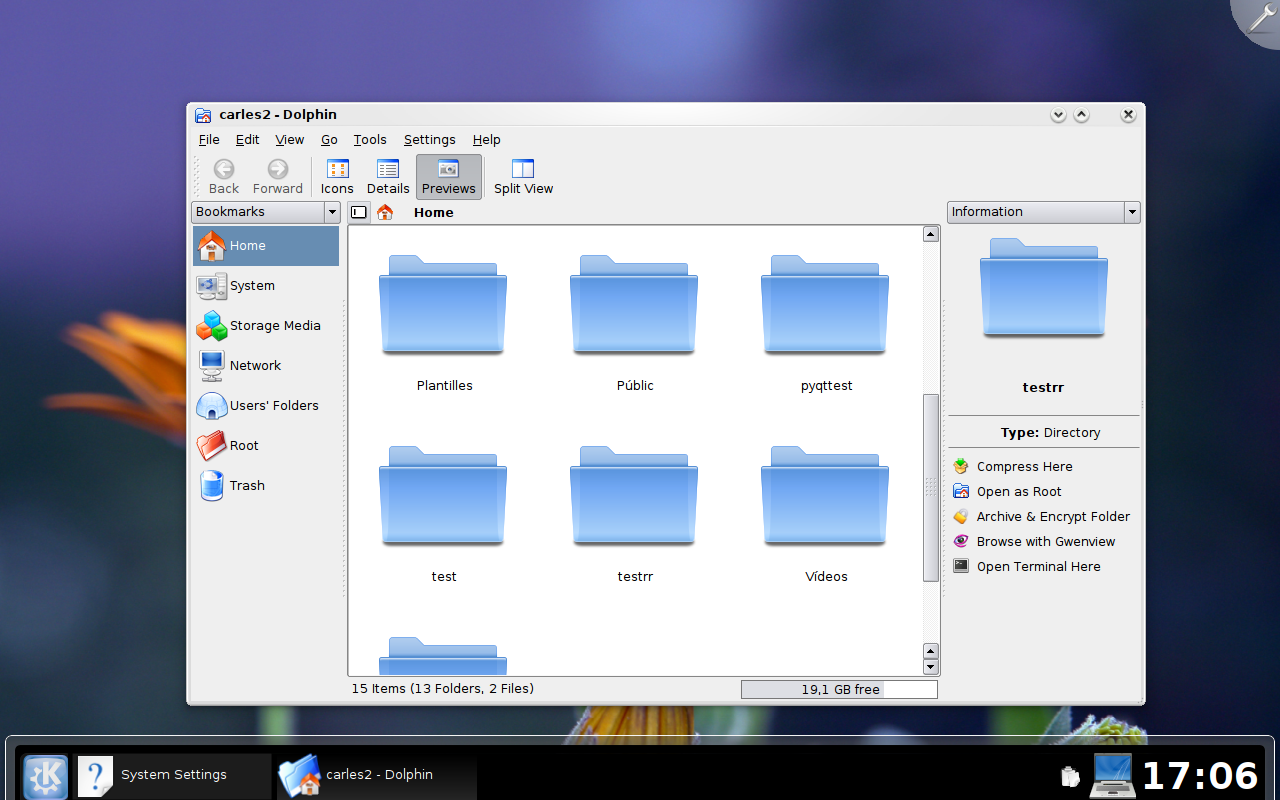 carles2 - Dolphin
File Edit View Go Tools Settings Help
Back Forward Icons Details Previews Split View
Bookmarks
Home
System
Storage Media
Network
Users' Folders
Root
Trash
Home
Plantilles Públic pyqttest
test testrr Vídeos
15 Items (13 Folders, 2 Files)
19,1 GB free
Information
testrr
Type: Directory
Compress Here
Open as Root
Archive & Encrypt Folder
Browse with Gwenview
Open Terminal Here
System Settings
carles2 - Dolphin
17:06